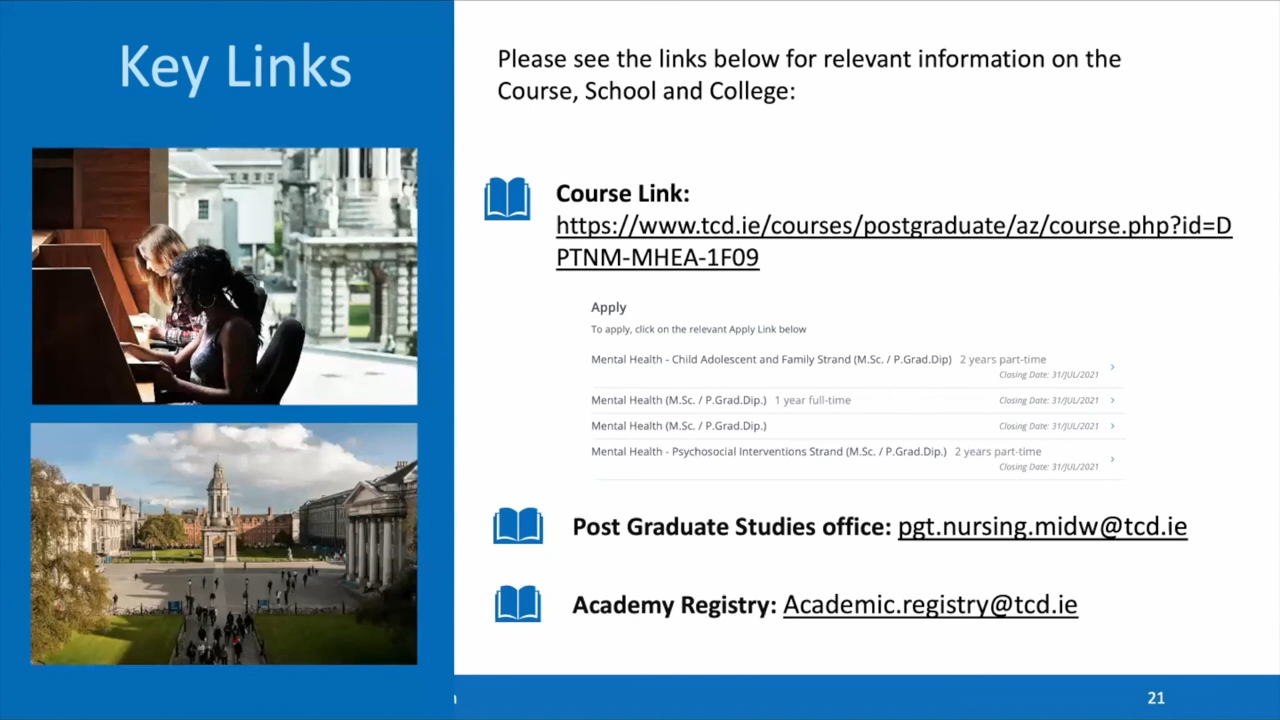 Key Links
Please see the links below for relevant information on the
Course, School and College:
Course Link:
https://www.tcd.ie/courses/postgraduate/az/course.php?id=D
PTNM-MHEA-1F09
Apply
To apply, click on the relevant Apply Link below
Mental Health - Child Adolescent and Family Strand (M.Sc. / P.Grad.Dip) 2 years part-time
Closing Date: 31/JUL/2021
Mental Health (M.Sc. / P.Grad.Dip.) 1 year full-time Closing Date: 31/JUL/2021
Mental Health (M.Sc. / P.Grad.Dip.) Closing Date: 31/JUL/2021
Mental Health - Psychosocial Interventions Strand (M.Sc. / P.Grad.Dip.) 2 years part-time
Closing Date: 31/JUL/2021
Post Graduate Studies office: pgt.nursing.midw@tcd.ie
Academy Registry: Academic.registry@tcd.ie
21